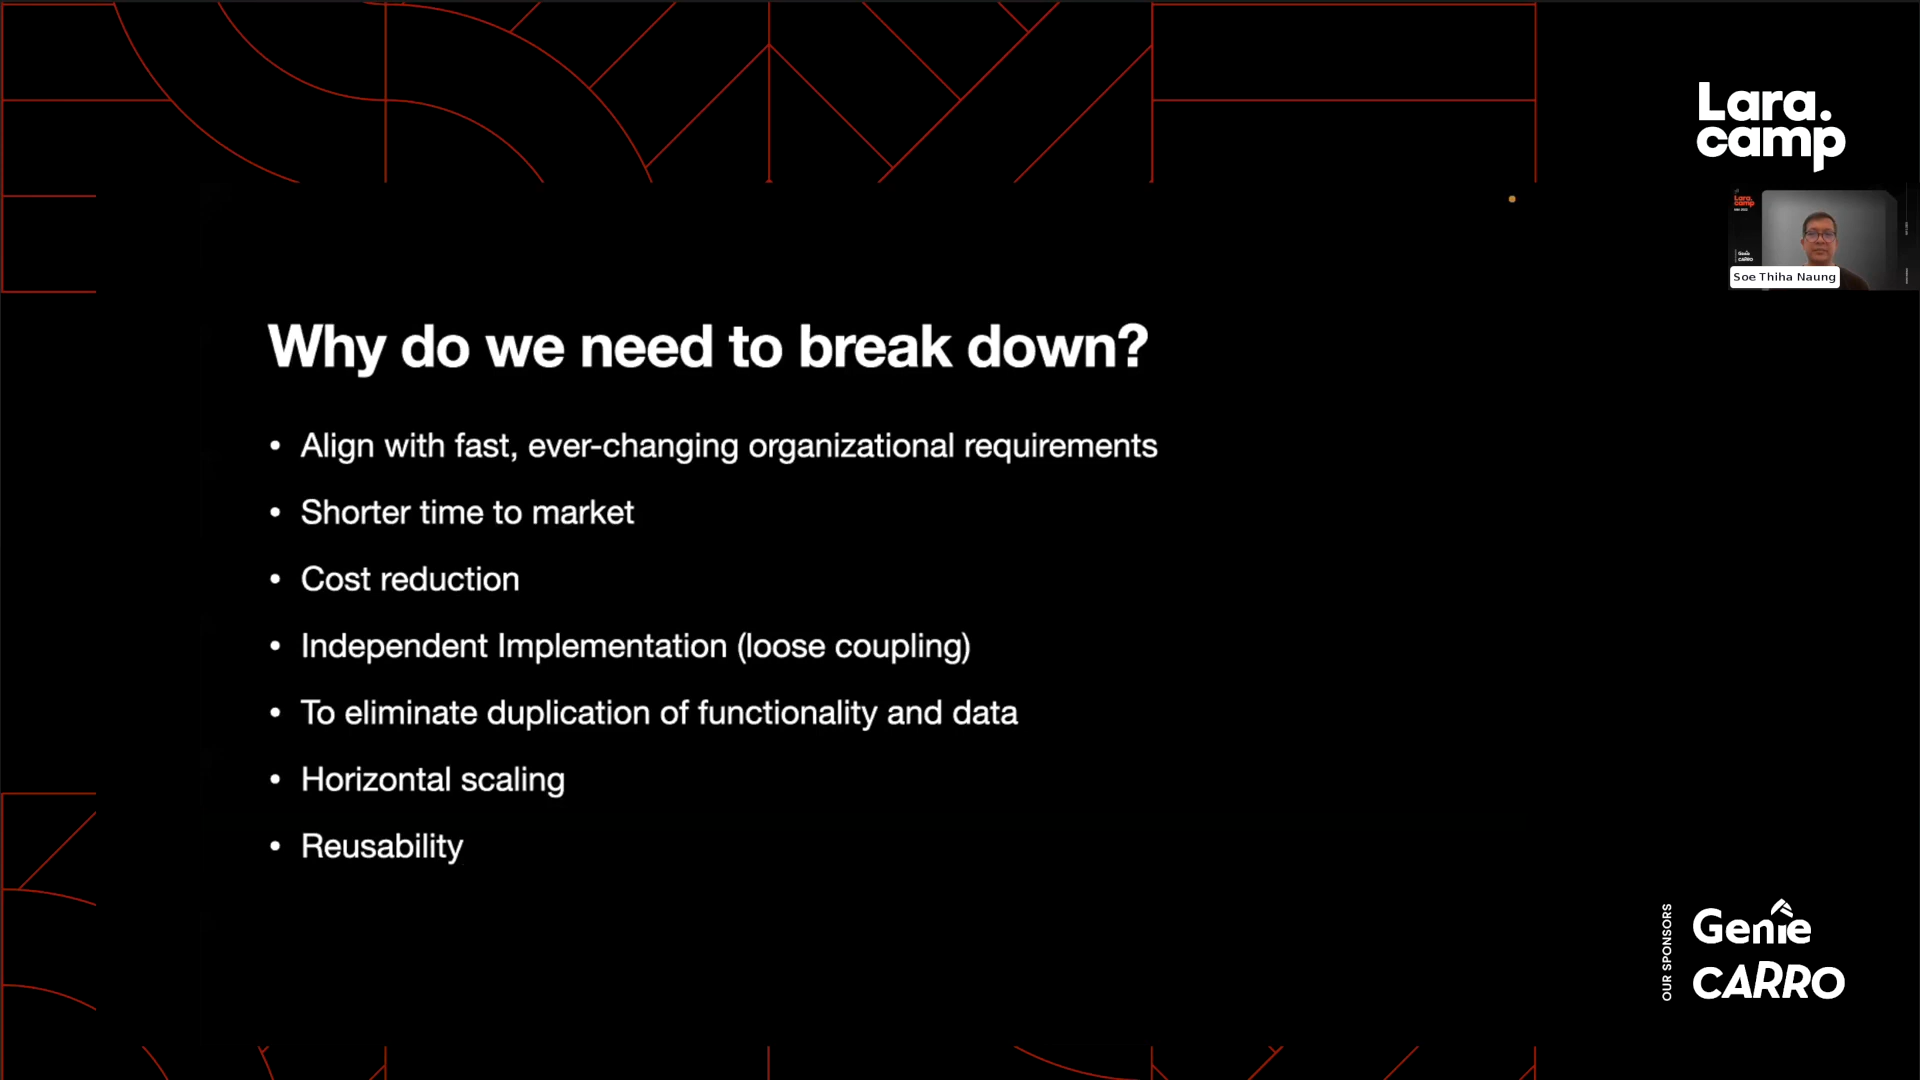 Lara.
camp
Soe Thiha Naung
Why do we need to break down?
• Align with fast, ever-changing organizational requirements
• Shorter time to market
• Cost reduction
• Independent Implementation (loose coupling)
• To eliminate duplication of functionality and data
• Horizontal scaling
• Reusability
OUR SPONSORS
Genie
CARRO